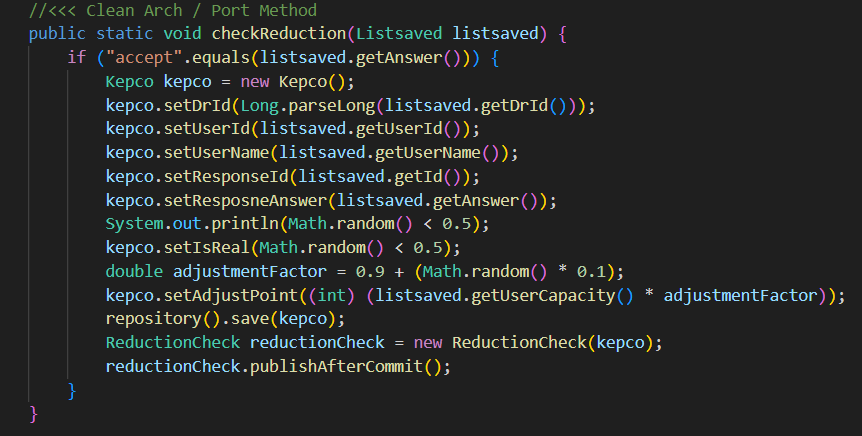 //<<< Clean Arch / Port Method
public static void checkReduction(Listsaved listsaved) {
if ("accept".equals(listsaved.getAnswer())) {
Kepco kepco = new Kepco();
kepco.setDrId(Long.parseLong(listsaved.getDrId()));
kepco.setUserId(listsaved.getUserId());
kepco.setUserName(listsaved.getUserName());
kepco.setResponseId(listsaved.getId());
kepco.setResposneAnswer(listsaved.getAnswer());
System.out.println(Math.random() < 0.5);
kepco.setIsReal(Math.random() < 0.5);
double adjustmentFactor = 0.9 + (Math.random() * 0.1);
kepco.setAdjustPoint((int) (listsaved.getUserCapacity() * adjustmentFactor));
repository().save(kepco);
ReductionCheck reductionCheck = new ReductionCheck(kepco);
reductionCheck.publishAfterCommit();
}
}